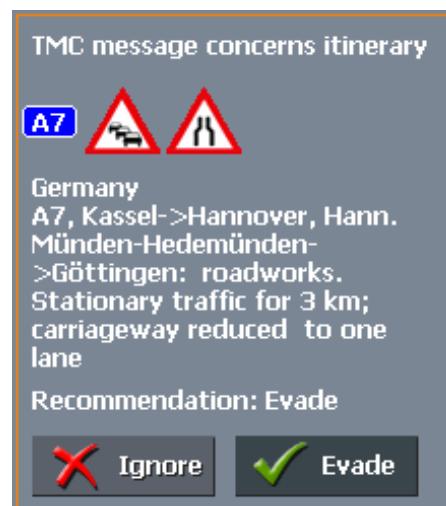 TMC message concerns itinerary
A7
Germany
A7, Kassel->Hannover, Hann.
Münden-Hedemünden-
>Göttingen:  roadworks.
Stationary traffic for 3 km;
carriageway reduced  to one
lane
Recommendation: Evade
Ignore
Evade